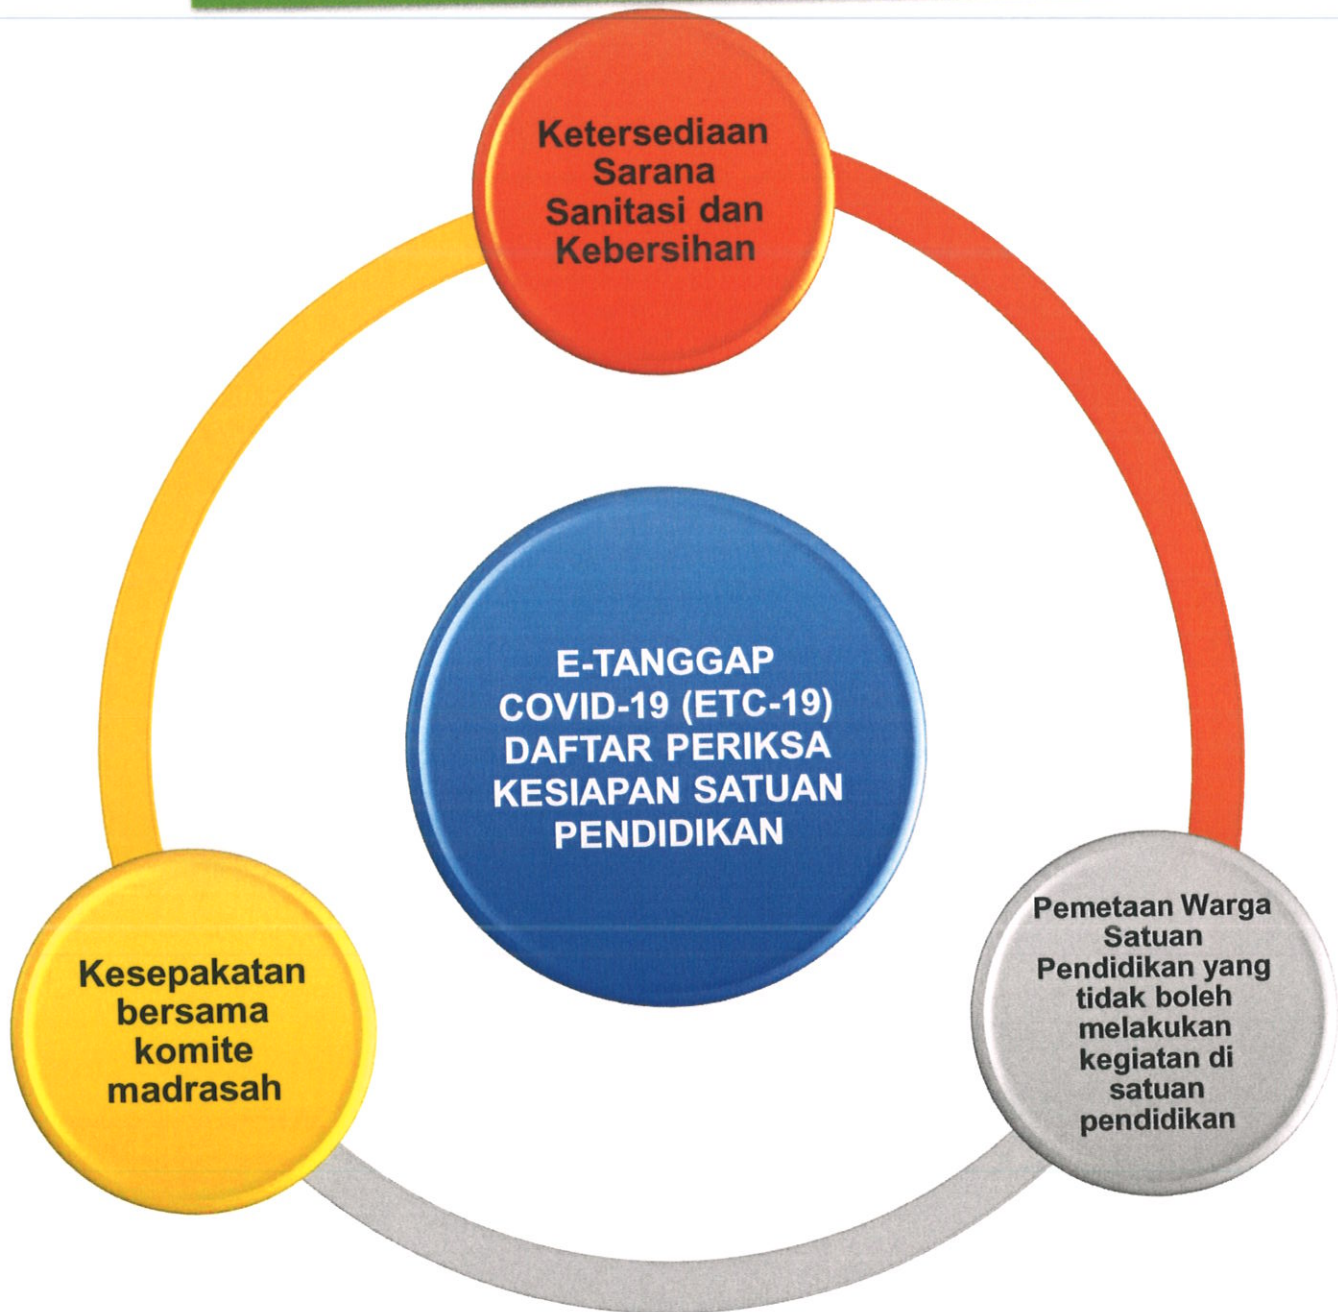 Ketersediaan
Sarana
Sanitasi dan
Kebersihan
E-TANGGAP
COVID-19 (ETC-19)
DAFTAR PERIKSA
KESIAPAN SATUAN
PENDIDIKAN
Kesepakatan
bersama
komite
madrasah
Pemetaan Warga
Satuan
Pendidikan yang
tidak boleh
melakukan
kegiatan di
satuan
pendidikan